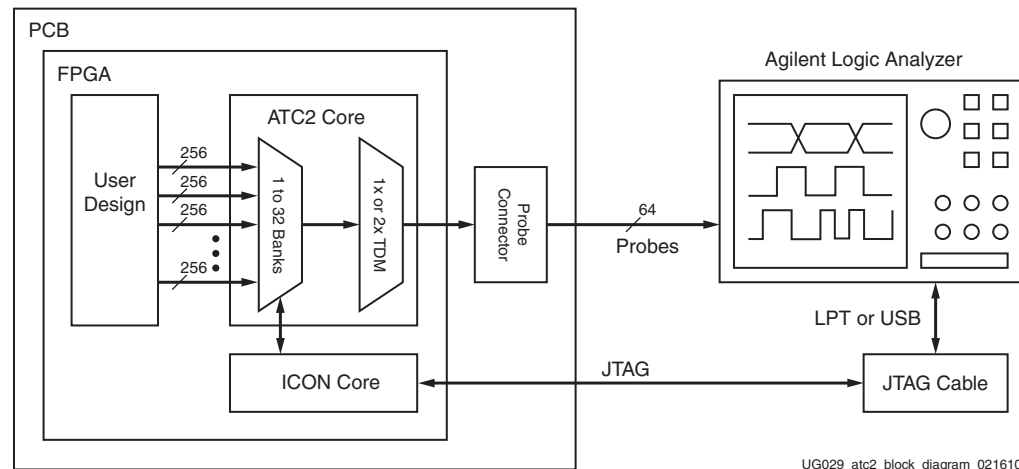 PCB
FPGA
User
Design
256
256
256
256
ATC2 Core
1 to 32 Banks
1x or 2x TDM
Probe
Connector
64
Probes
Agilent Logic Analyzer
LPT or USB
ICON Core
JTAG
JTAG Cable
UG029_atc2_block_diagram_021610